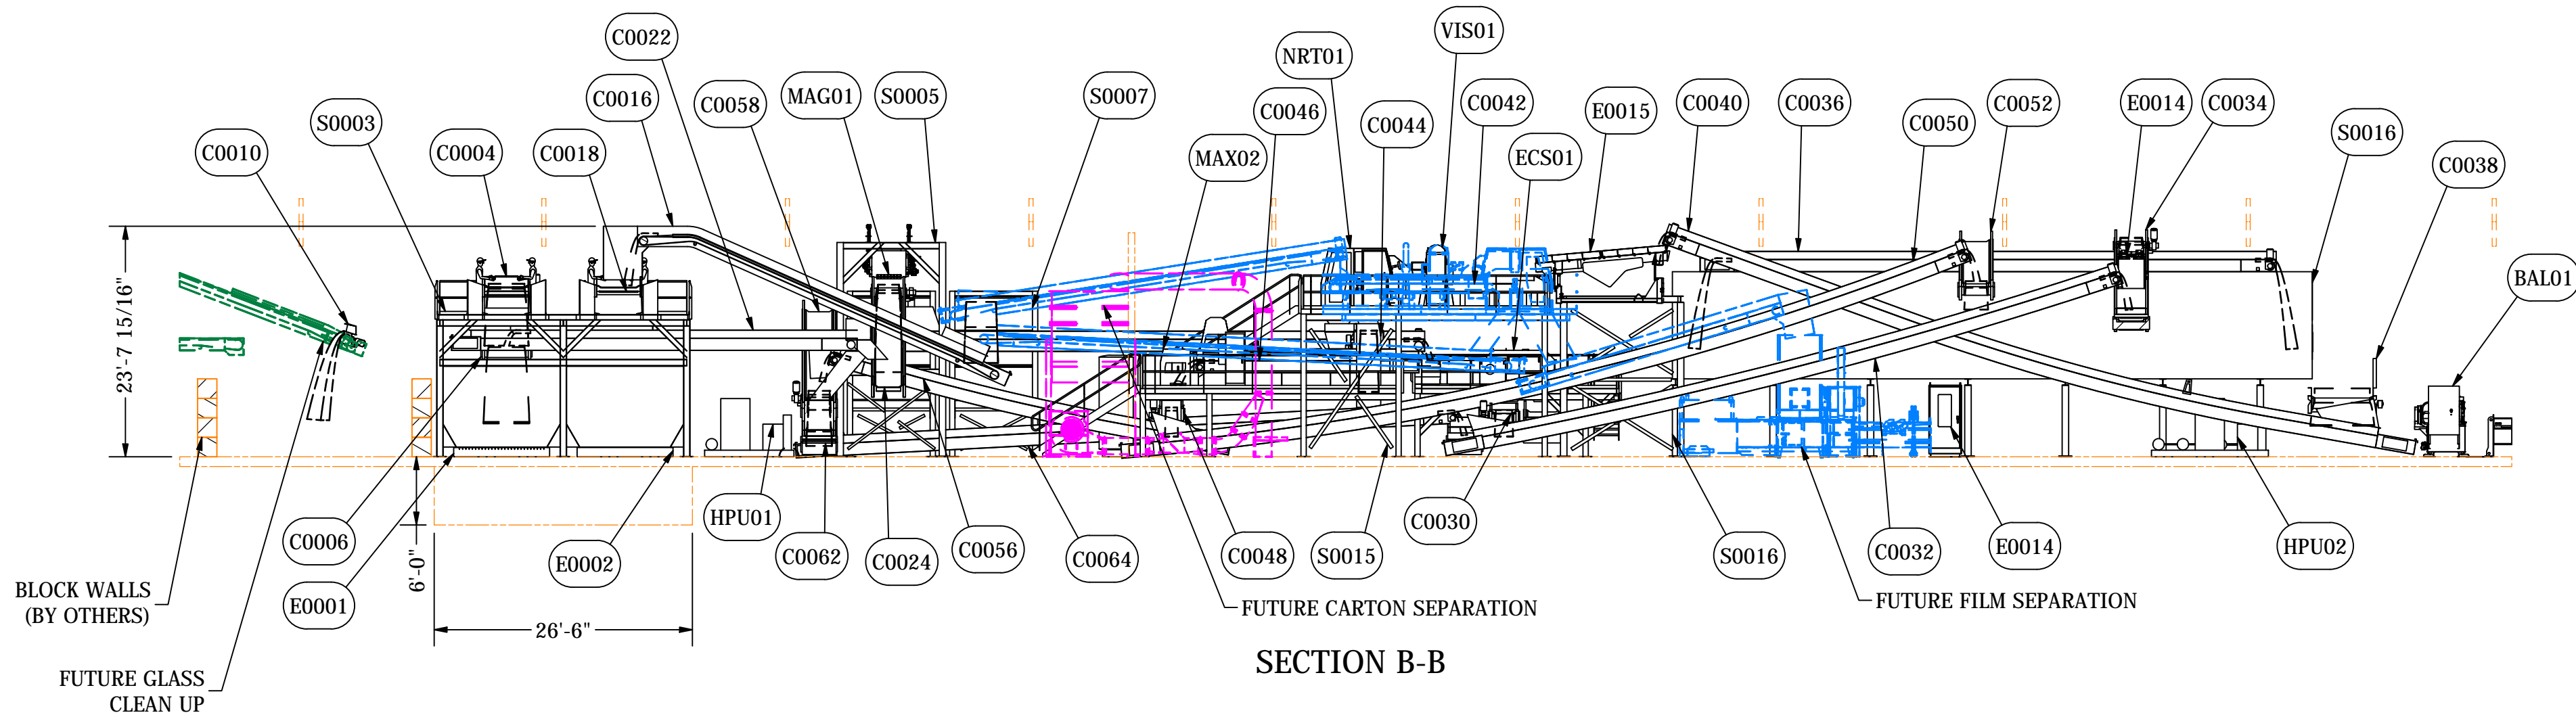 C0022
VIS01
NRT01
C0016
C0058
MAG01
S0005
S0007
C0046
C0042
E0015
C0040
C0036
C0052
E0014
C0034
C0010
S0003
C0004
C0018
MAX02
C0044
ECS01
C0050
S0016
C0038
BAL01
23'-7 15/16"
6'-0"
26'-6"
C0006
E0001
E0002
HPU01
C0062
C0024
C0056
C0064
C0048
S0015
C0030
S0016
C0032
E0014
HPU02
BLOCK WALLS
(BY OTHERS)
FUTURE GLASS
CLEAN UP
FUTURE CARTON SEPARATION
FUTURE FILM SEPARATION
SECTION B-B